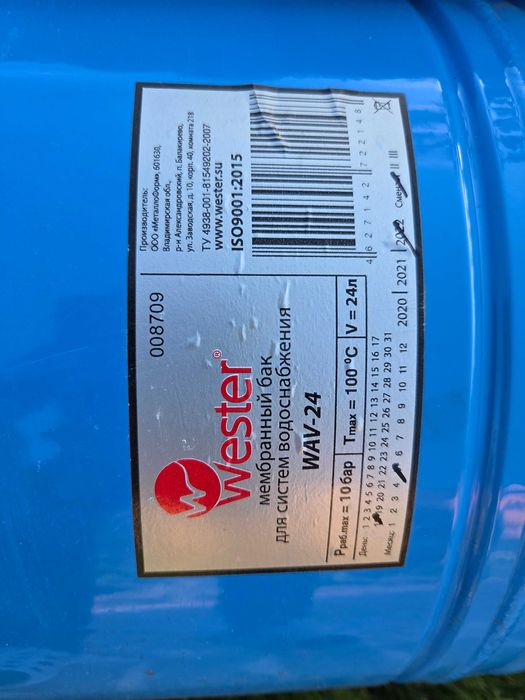 Производитель:
ООО «Металлоформ», 601630,
Владимирская обл.,
р-н Александровский, п. Балакирево,
ул. Заводская, д. 10, корп. 40, комната 218
ТУ 4938-001-81549202-2007
www.wester.su
ISO9001:2015
4 627142 722148
008709
Wester®
мембранный бак
для систем водоснабжения
WAV-24
Pраб.max = 10 бар Tmax = 100 °C V = 24л
День: 1 2 3 4 5 6 7 8 9 10 11 12 13 14 15 16 17
19 20 21 22 23 24 25 26 27 28 29 30 31
Месяц: 1 2 3 4 6 7 8 9 10 11 12 2020 | 2021 | 2022 Смена: II III